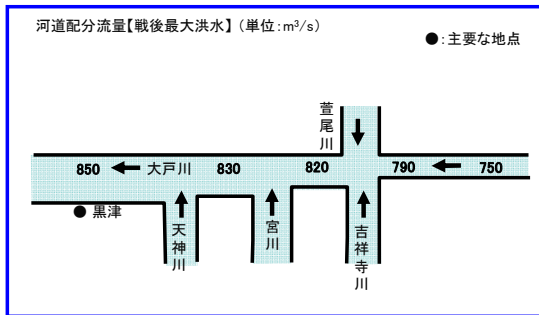 河道配分流量【戦後最大洪水】 (単位:m³/s)
●:主要な地点
萱尾川
850
大戸川
830
820
790
750
● 黒津
天神川
宮川
吉祥寺川